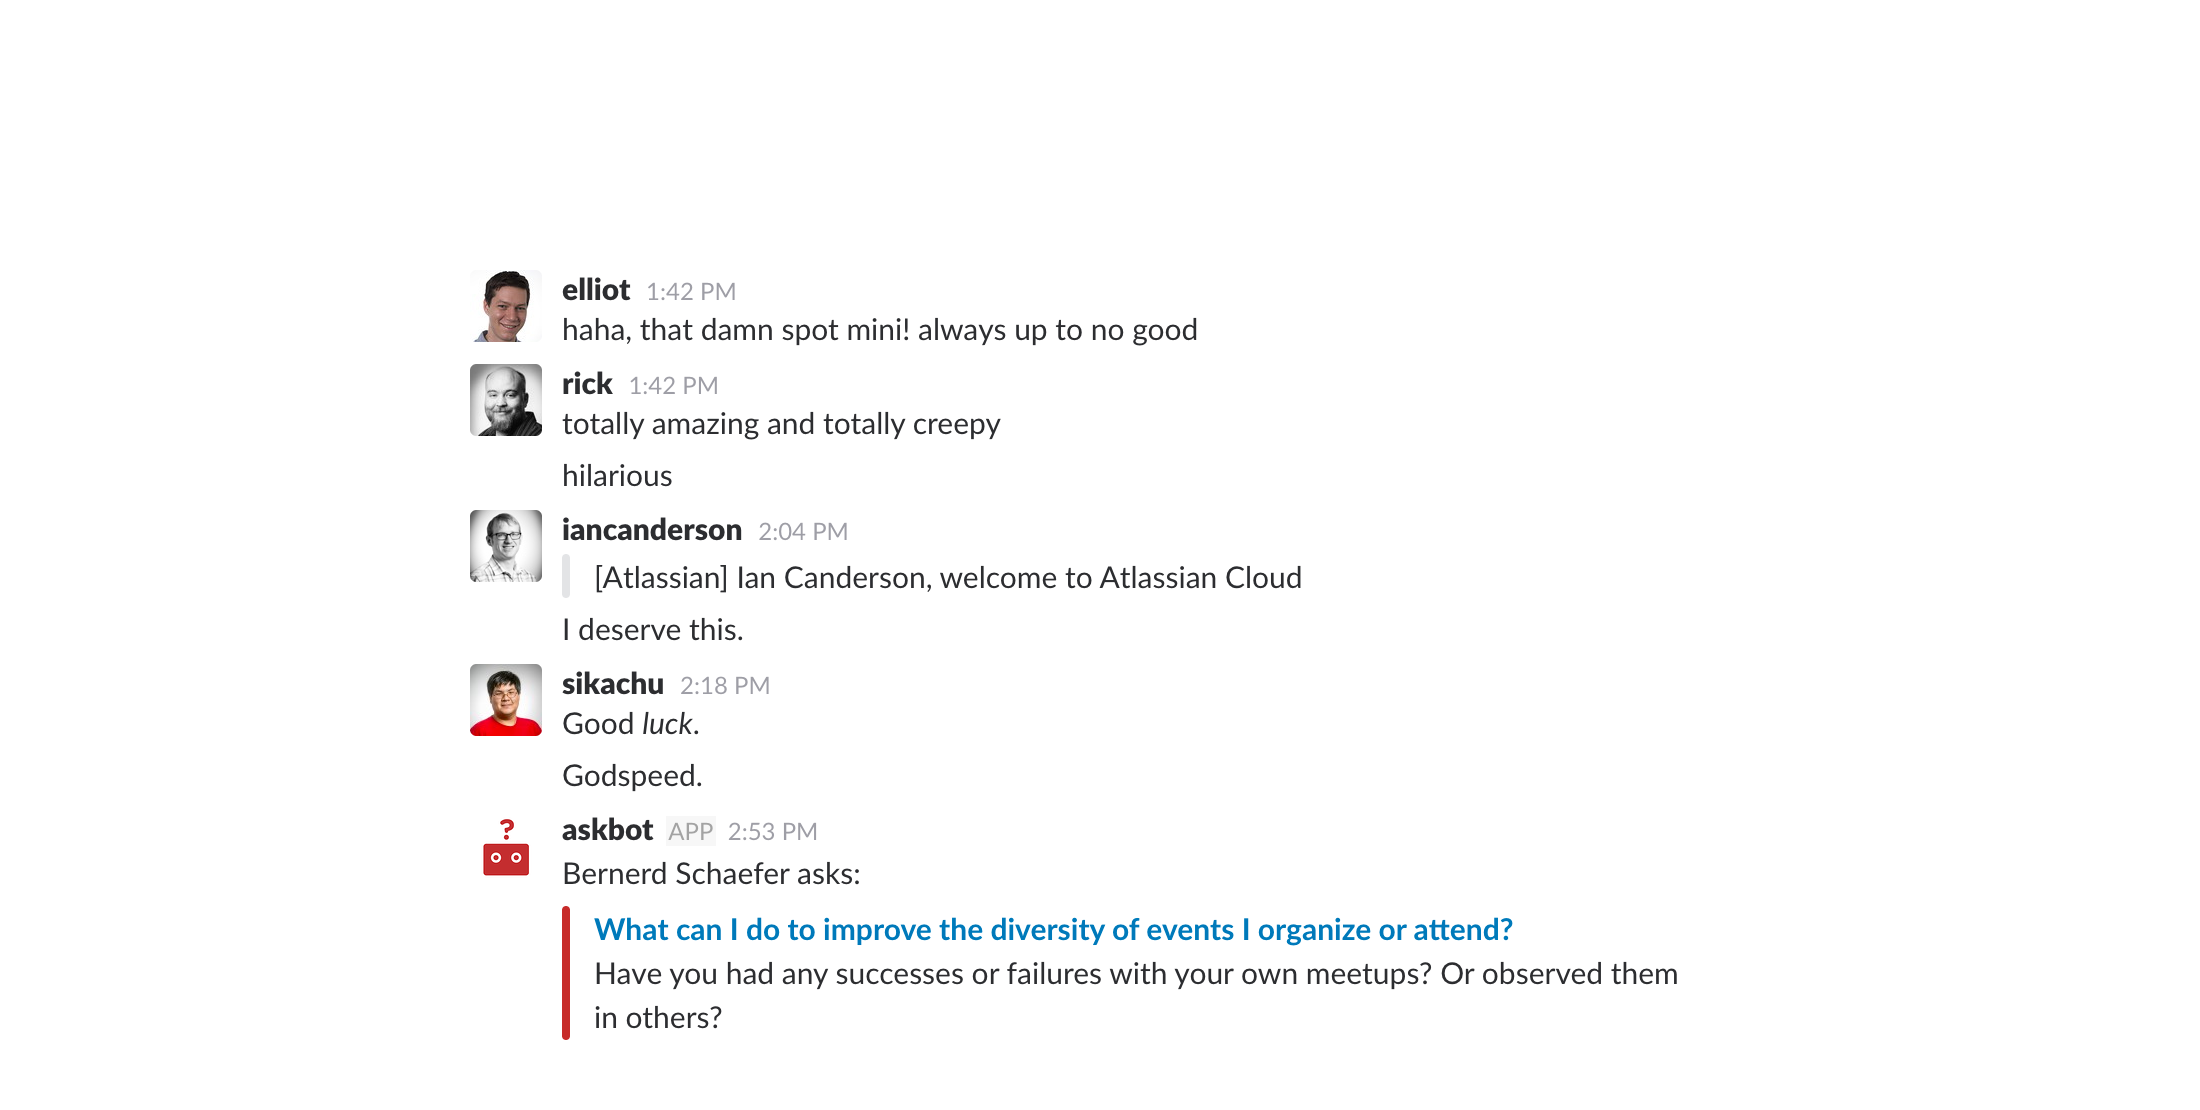 elliot 1:42 PM
haha, that damn spot mini! always up to no good
rick 1:42 PM
totally amazing and totally creepy
hilarious
iancanderson 2:04 PM
[Atlassian] Ian Canderson, welcome to Atlassian Cloud
I deserve this.
sikachu 2:18 PM
Good luck.
Godspeed.
?
askbot APP 2:53 PM
Bernerd Schaefer asks:
What can I do to improve the diversity of events I organize or attend?
Have you had any successes or failures with your own meetups? Or observed them
in others?